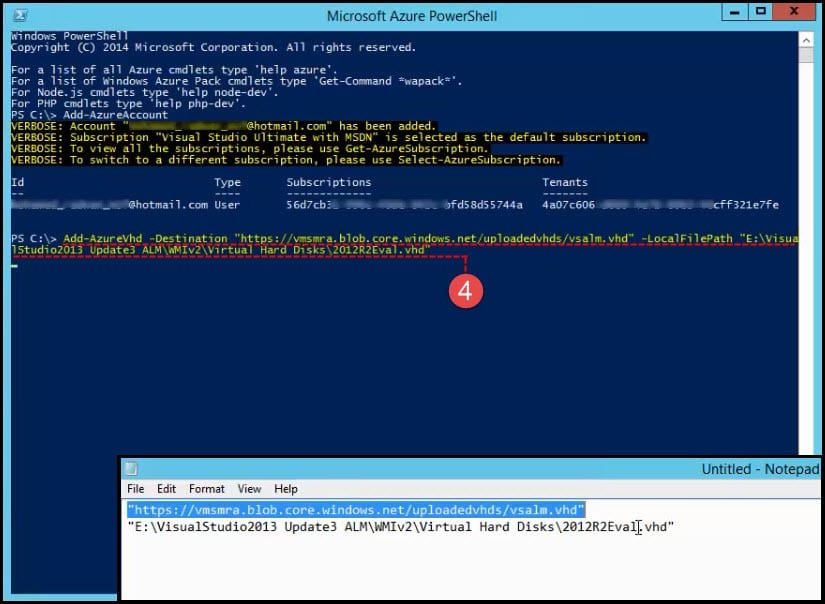 Microsoft Azure PowerShell
Windows PowerShell
Copyright (C) 2014 Microsoft Corporation. All rights reserved.
For a list of all Azure cmdlets type 'help azure'.
For a list of Windows Azure Pack cmdlets type 'Get-Command *wapack*'.
For Node.js cmdlets type 'help node-dev'.
For PHP cmdlets type 'help php-dev'.
PS C:\> Add-AzureAccount
VERBOSE: Account "@hotmail.com" has been added.
VERBOSE: Subscription "Visual Studio Ultimate with MSDN" is selected as the default subscription.
VERBOSE: To view all the subscriptions, please use Get-AzureSubscription.
VERBOSE: To switch to a different subscription, please use Select-AzureSubscription.
Id Type Subscriptions Tenants
-- ---- ------------- -------
@hotmail.com User 56d7cb3 fd58d55744a 4a07c606 cff321e7fe
PS C:\> Add-AzureVhd -Destination "https://vmsmra.blob.core.windows.net/uploadedvhds/vsalm.vhd" -LocalFilePath "E:\Visua
lStudio2013 Update3 ALM\WMIv2\Virtual Hard Disks\2012R2Eval.vhd"
4
Untitled - Notepad
File Edit Format View Help
"https://vmsmra.blob.core.windows.net/uploadedvhds/vsalm.vhd"
"E:\VisualStudio2013 Update3 ALM\WMIv2\Virtual Hard Disks\2012R2Eval.vhd"